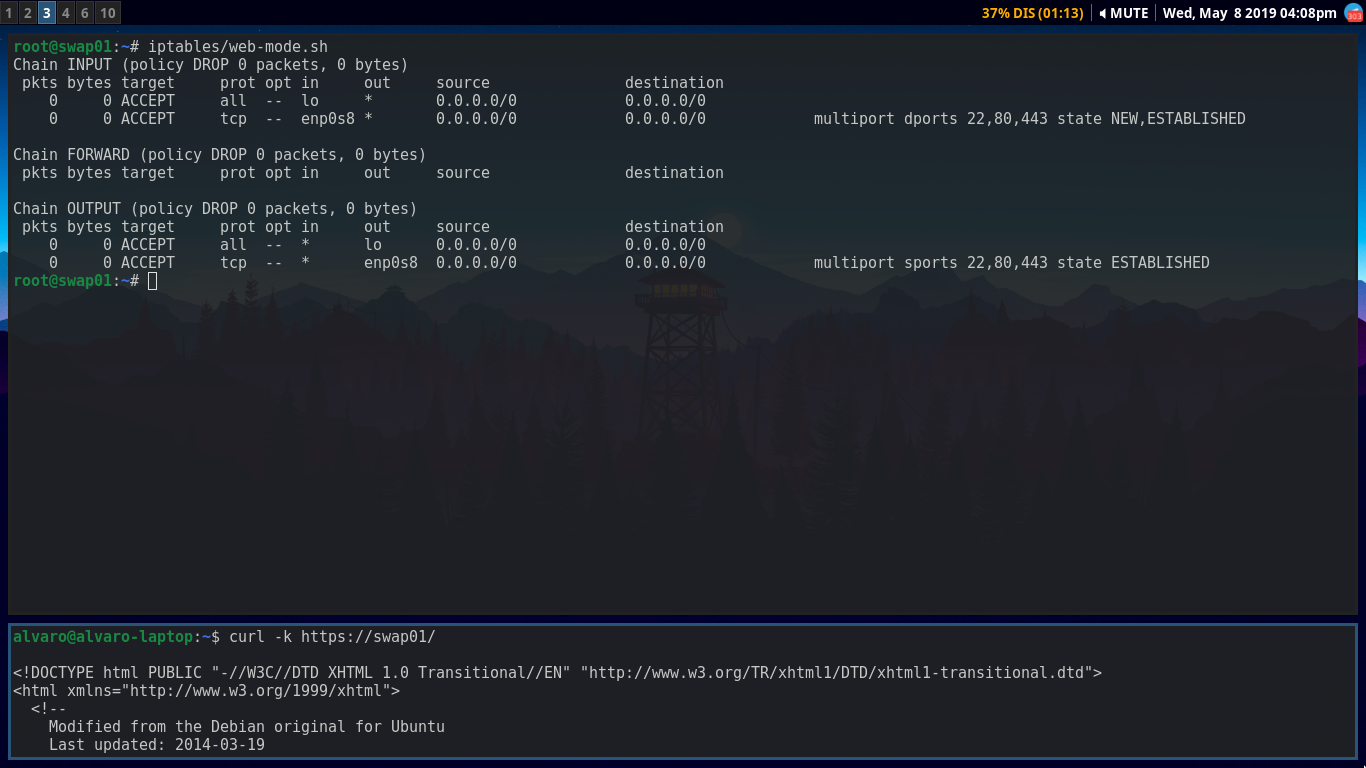 1 2 3 4 6 10 37% DIS (01:13) MUTE Wed, May  8 2019 04:08pm 303
root@swap01:~# iptables/web-mode.sh
Chain INPUT (policy DROP 0 packets, 0 bytes)
 pkts bytes target     prot opt in     out     source               destination
    0     0 ACCEPT     all  --  lo     *       0.0.0.0/0            0.0.0.0/0
    0     0 ACCEPT     tcp  --  enp0s8 *       0.0.0.0/0            0.0.0.0/0            multiport dports 22,80,443 state NEW,ESTABLISHED
Chain FORWARD (policy DROP 0 packets, 0 bytes)
 pkts bytes target     prot opt in     out     source               destination
Chain OUTPUT (policy DROP 0 packets, 0 bytes)
 pkts bytes target     prot opt in     out     source               destination
    0     0 ACCEPT     all  --  *      lo      0.0.0.0/0            0.0.0.0/0
    0     0 ACCEPT     tcp  --  *      enp0s8  0.0.0.0/0            0.0.0.0/0            multiport sports 22,80,443 state ESTABLISHED
root@swap01:~#
alvaro@alvaro-laptop:~$ curl -k https://swap01/
<!DOCTYPE html PUBLIC "-//W3C//DTD XHTML 1.0 Transitional//EN" "http://www.w3.org/TR/xhtml1/DTD/xhtml1-transitional.dtd">
<html xmlns="http://www.w3.org/1999/xhtml">
  <!--
    Modified from the Debian original for Ubuntu
    Last updated: 2014-03-19